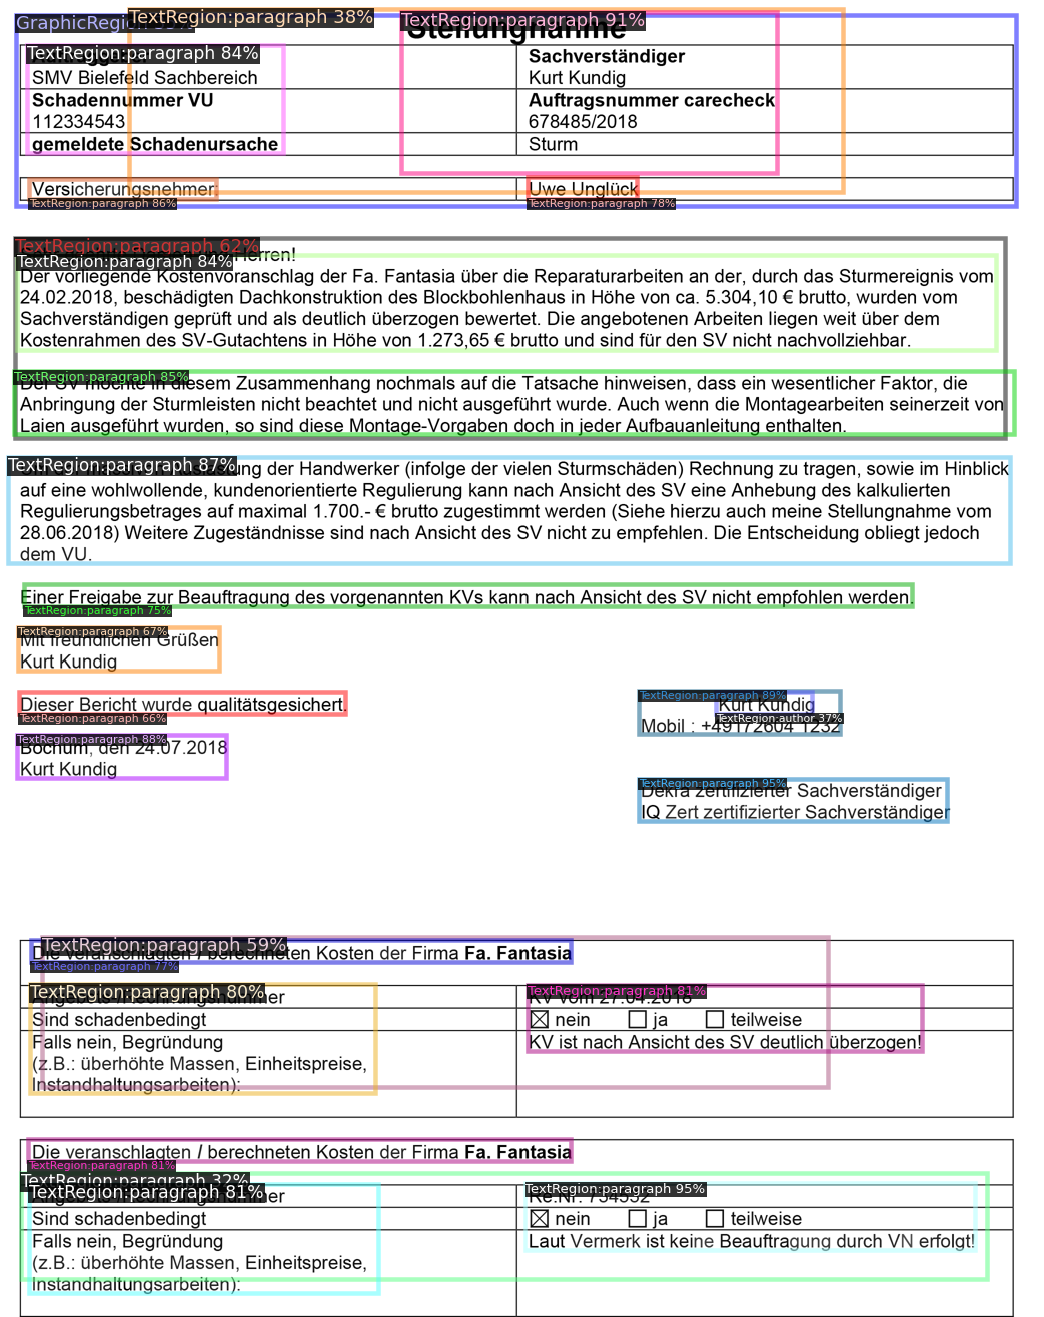 GraphicRegion
TextRegion:paragraph 38%
TextRegion:paragraph 91%
Stellungnahme
TextRegion:paragraph 84%
Sachverständiger
SMV Bielefeld Sachbereich
Kurt Kundig
Schadennummer VU
Auftragsnummer carecheck
112334543
678485/2018
gemeldete Schadenursache
Sturm
Versicherungsnehmer:
Uwe Unglück
TextRegion:paragraph 86%
TextRegion:paragraph 78%
TextRegion:paragraph 62%
Herren!
TextRegion:paragraph 84%
Der vorliegende Kostenvoranschlag der Fa. Fantasia über die Reparaturarbeiten an der, durch das Sturmereignis vom
24.02.2018, beschädigten Dachkonstruktion des Blockbohlenhaus in Höhe von ca. 5.304,10 € brutto, wurden vom
Sachverständigen geprüft und als deutlich überzogen bewertet. Die angebotenen Arbeiten liegen weit über dem
Kostenrahmen des SV-Gutachtens in Höhe von 1.273,65 € brutto und sind für den SV nicht nachvollziehbar.
TextRegion:paragraph 85%
Der SV möchte in diesem Zusammenhang nochmals auf die Tatsache hinweisen, dass ein wesentlicher Faktor, die
Anbringung der Sturmleisten nicht beachtet und nicht ausgeführt wurde. Auch wenn die Montagearbeiten seinerzeit von
Laien ausgeführt wurden, so sind diese Montage-Vorgaben doch in jeder Aufbauanleitung enthalten.
TextRegion:paragraph 87%
der Handwerker (infolge der vielen Sturmschäden) Rechnung zu tragen, sowie im Hinblick
auf eine wohlwollende, kundenorientierte Regulierung kann nach Ansicht des SV eine Anhebung des kalkulierten
Regulierungsbetrages auf maximal 1.700.- € brutto zugestimmt werden (Siehe hierzu auch meine Stellungnahme vom
28.06.2018) Weitere Zugeständnisse sind nach Ansicht des SV nicht zu empfehlen. Die Entscheidung obliegt jedoch
dem VU.
Einer Freigabe zur Beauftragung des vorgenannten KVs kann nach Ansicht des SV nicht empfohlen werden.
TextRegion:paragraph 75%
TextRegion:paragraph 67%
Mit freundlichen Grüßen
Kurt Kundig
TextRegion:paragraph 89%
Dieser Bericht wurde qualitätsgesichert.
Kurt Kundig
TextRegion:paragraph 66%
TextRegion:author 37%
Mobil : +49172604 1232
TextRegion:paragraph 88%
Bochum, den 24.07.2018
Kurt Kundig
TextRegion:paragraph 95%
Dekra zertifizierter Sachverständiger
IQ Zert zertifizierter Sachverständiger
TextRegion:paragraph 59%
Die veranschlagten / berechneten Kosten der Firma Fa. Fantasia
TextRegion:paragraph 77%
TextRegion:paragraph 80%
TextRegion:paragraph 81%
KV vom 27.04.2018
Sind schadenbedingt
nein ja teilweise
Falls nein, Begründung
KV ist nach Ansicht des SV deutlich überzogen!
(z.B.: überhöhte Massen, Einheitspreise,
Instandhaltungsarbeiten):
Die veranschlagten / berechneten Kosten der Firma Fa. Fantasia
TextRegion:paragraph 81%
TextRegion:paragraph 32%
TextRegion:paragraph 81%
TextRegion:paragraph 95%
Sind schadenbedingt
nein ja teilweise
Falls nein, Begründung
Laut Vermerk ist keine Beauftragung durch VN erfolgt!
(z.B.: überhöhte Massen, Einheitspreise,
Instandhaltungsarbeiten):